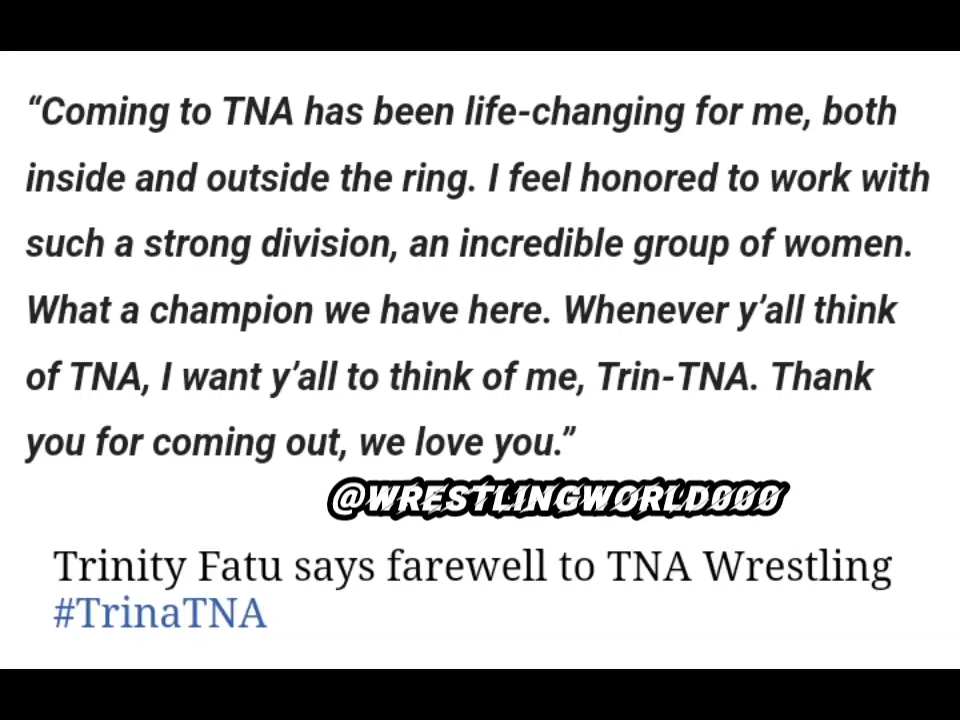 “Coming to TNA has been life-changing for me, both
inside and outside the ring. I feel honored to work with
such a strong division, an incredible group of women.
What a champion we have here. Whenever y’all think
of TNA, I want y’all to think of me, Trin-TNA. Thank
you for coming out, we love you.”
@WRESTLINGWORLD000
Trinity Fatu says farewell to TNA Wrestling
#TrinaTNA